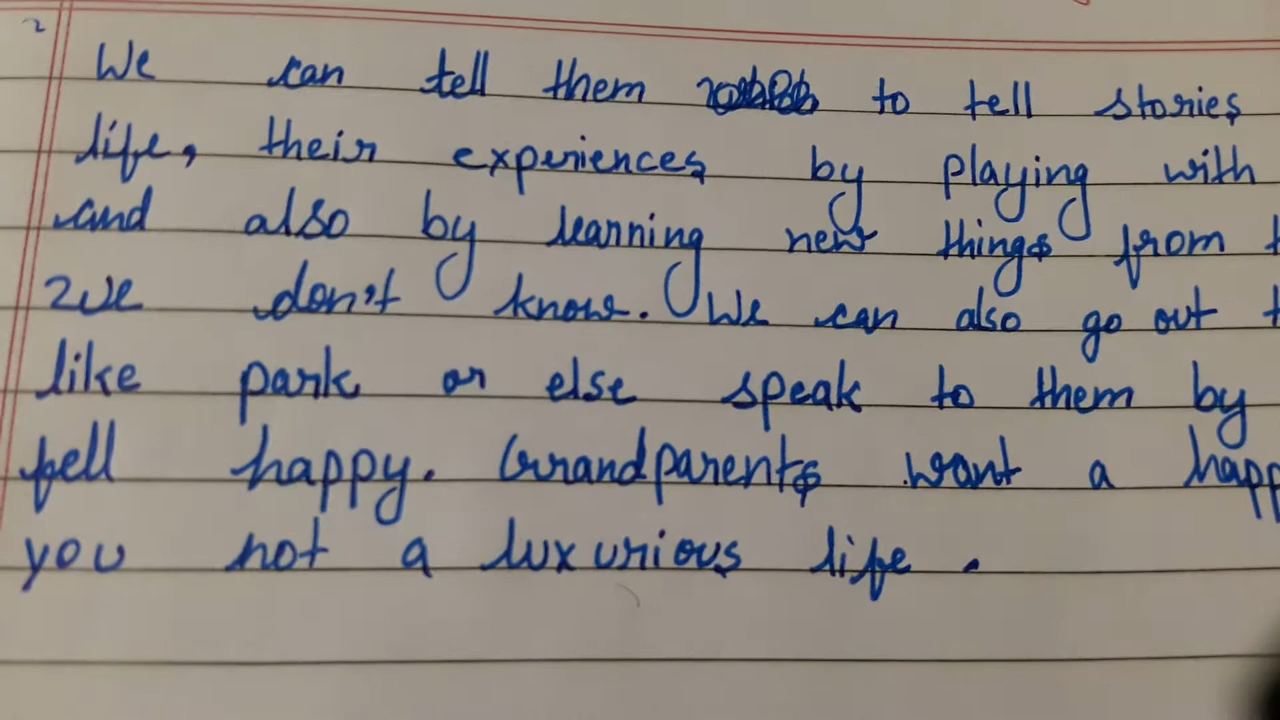 2
We can tell them to tell stories
life, their experiences by playing with
and also by learning new things from
we don't know. We can also go out
like park or else speak to them by
fell happy. Grandparents want a
you not a luxurious life.